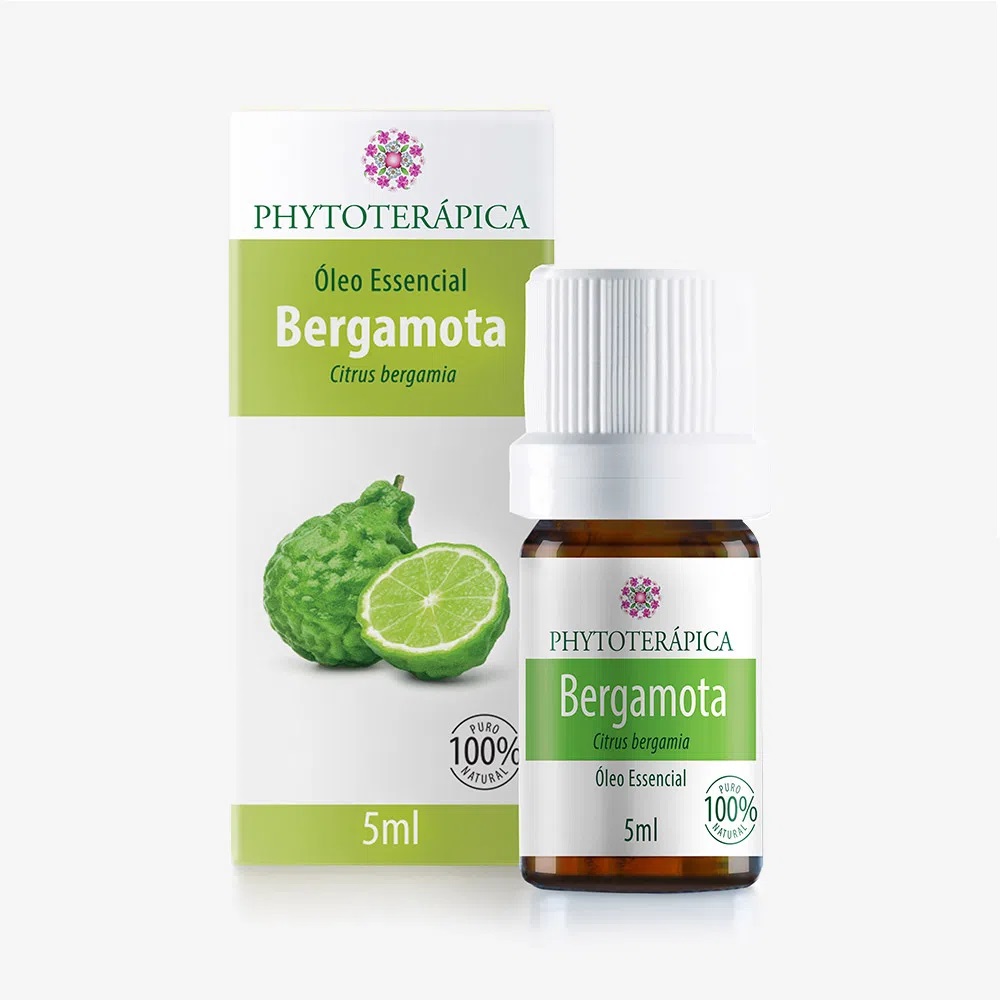 PHYTOTERÁPICA
Óleo Essencial
Bergamota
Citrus bergamia
PURO
100%
NATURAL
5ml
PHYTOTERÁPICA
Bergamota
Citrus bergamia
Óleo Essencial
PURO
100%
NATURAL
5ml